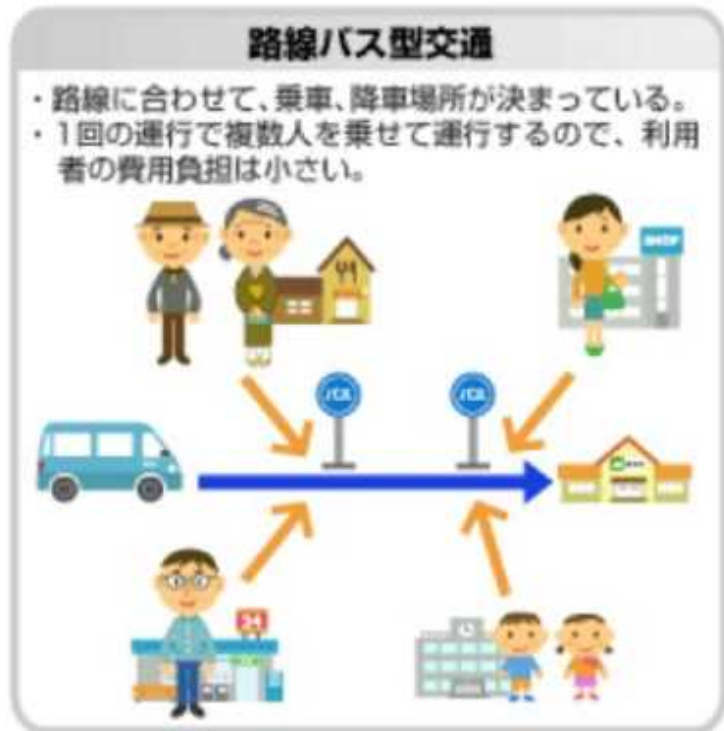 路線バス型交通
・路線に合わせて、乗車、降車場所が決まっている。
・1回の運行で複数人を乗せて運行するので、利用
者の費用負担は小さい。
SHOP
バス
バス
24